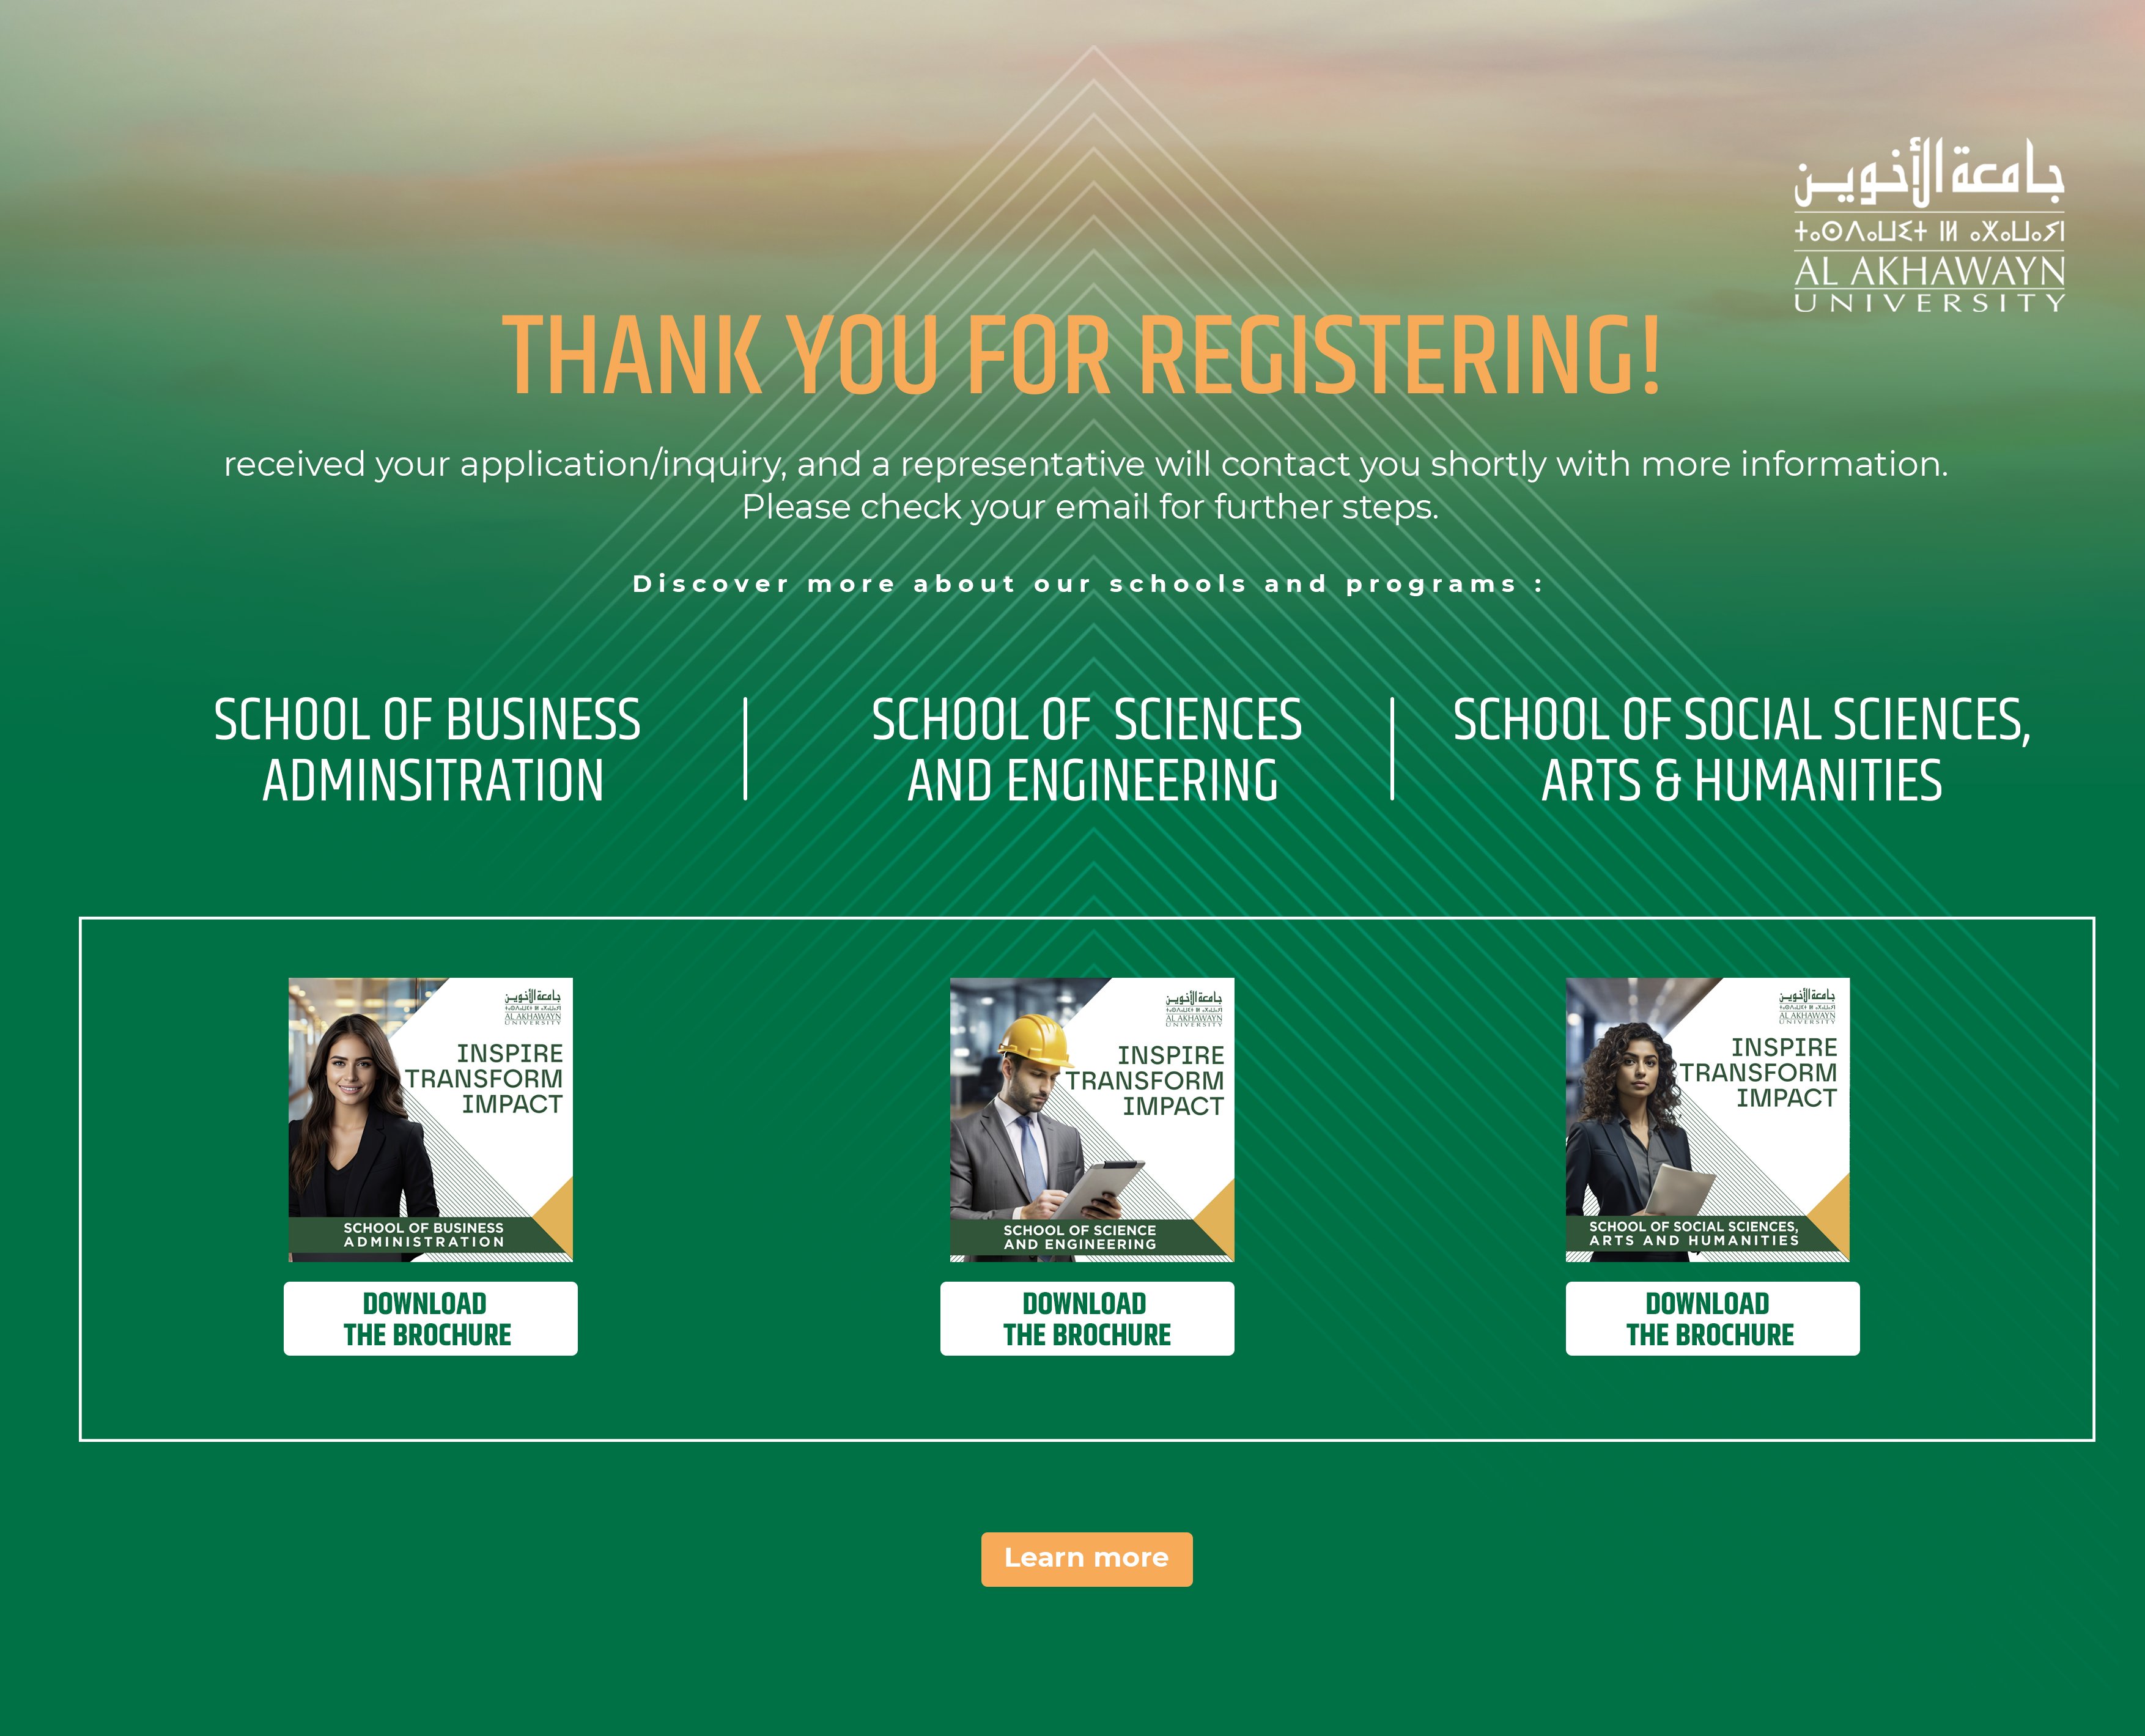 جامعة الأخوين
ⵜⴰⵙⴷⴰⵡⵉⵜ ⵏⵍ ⴰⵅⴰⵡⴰⵢⵏ
AL AKHAWAYN
UNIVERSITY
THANK YOU FOR REGISTERING!
received your application/inquiry, and a representative will contact you shortly with more information.
Please check your email for further steps.
Discover more about our schools and programs :
SCHOOL OF BUSINESS
ADMINSITRATION
SCHOOL OF  SCIENCES
AND ENGINEERING
SCHOOL OF SOCIAL SCIENCES,
ARTS & HUMANITIES
جامعة الأخوين
AL AKHAWAYN
UNIVERSITY
INSPIRE
TRANSFORM
IMPACT
SCHOOL OF BUSINESS
ADMINISTRATION
DOWNLOAD
THE BROCHURE
جامعة الأخوين
AL AKHAWAYN
UNIVERSITY
INSPIRE
TRANSFORM
IMPACT
SCHOOL OF SCIENCE
AND ENGINEERING
DOWNLOAD
THE BROCHURE
جامعة الأخوين
AL AKHAWAYN
UNIVERSITY
INSPIRE
TRANSFORM
IMPACT
SCHOOL OF SOCIAL SCIENCES,
ARTS AND HUMANITIES
DOWNLOAD
THE BROCHURE
Learn more